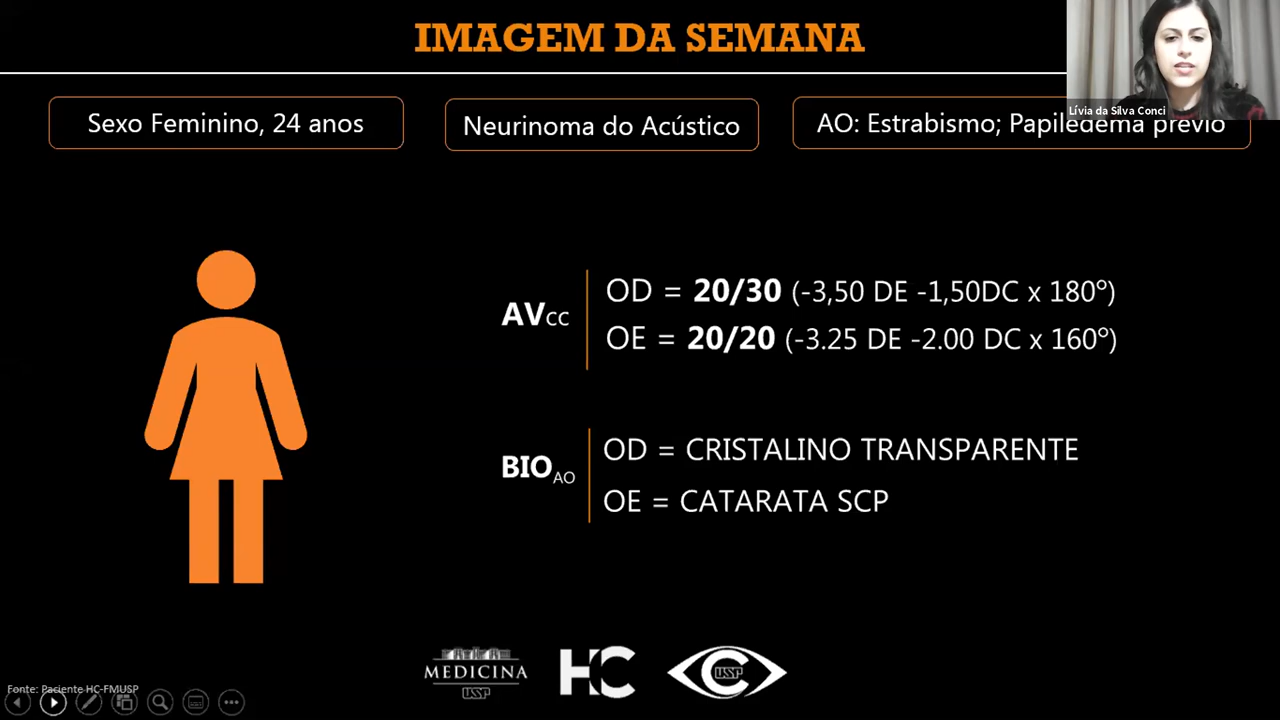 IMAGEM DA SEMANA
Lívia da Silva Conci
Sexo Feminino, 24 anos
Neurinoma do Acústico
AO: Estrabismo; Papiledema prévio
AVCC
OD = 20/30 (-3,50 DE -1,50DC x 180°)
OE = 20/20 (-3.25 DE -2.00 DC x 160°)
BIOAO
OD = CRISTALINO TRANSPARENTE
OE = CATARATA SCP
MEDICINA
USP
HC
USP
Fonte: Paciente HC-FMUSP